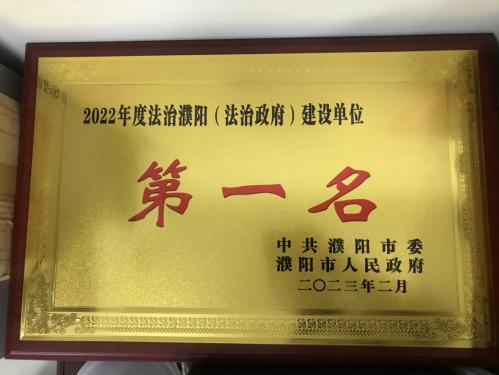 2022年度法治濮阳（法治政府）建设单位
第一名
中共濮阳市委
濮阳市人民政府
二〇二三年二月